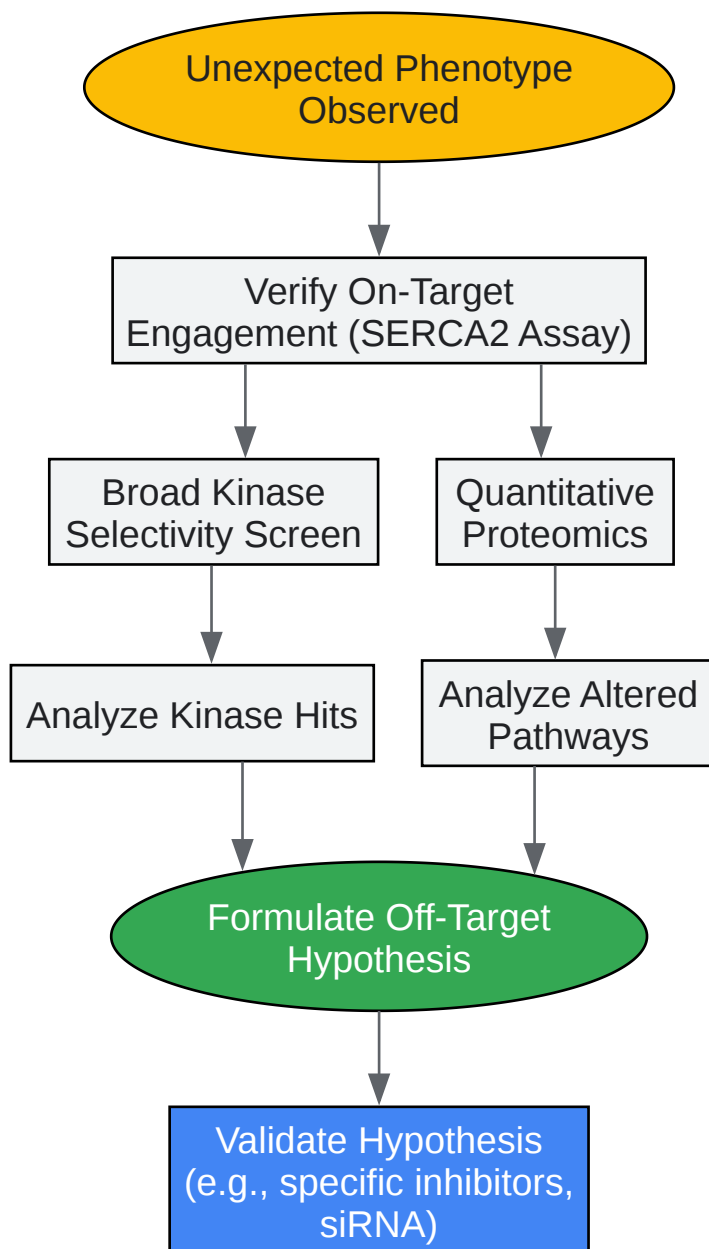 Unexpected Phenotype
Observed
Verify On-Target
Engagement (SERCA2 Assay)
Broad Kinase
Selectivity Screen
Quantitative
Proteomics
Analyze Kinase Hits
Analyze Altered
Pathways
Formulate Off-Target
Hypothesis
Validate Hypothesis
(e.g., specific inhibitors,
siRNA)